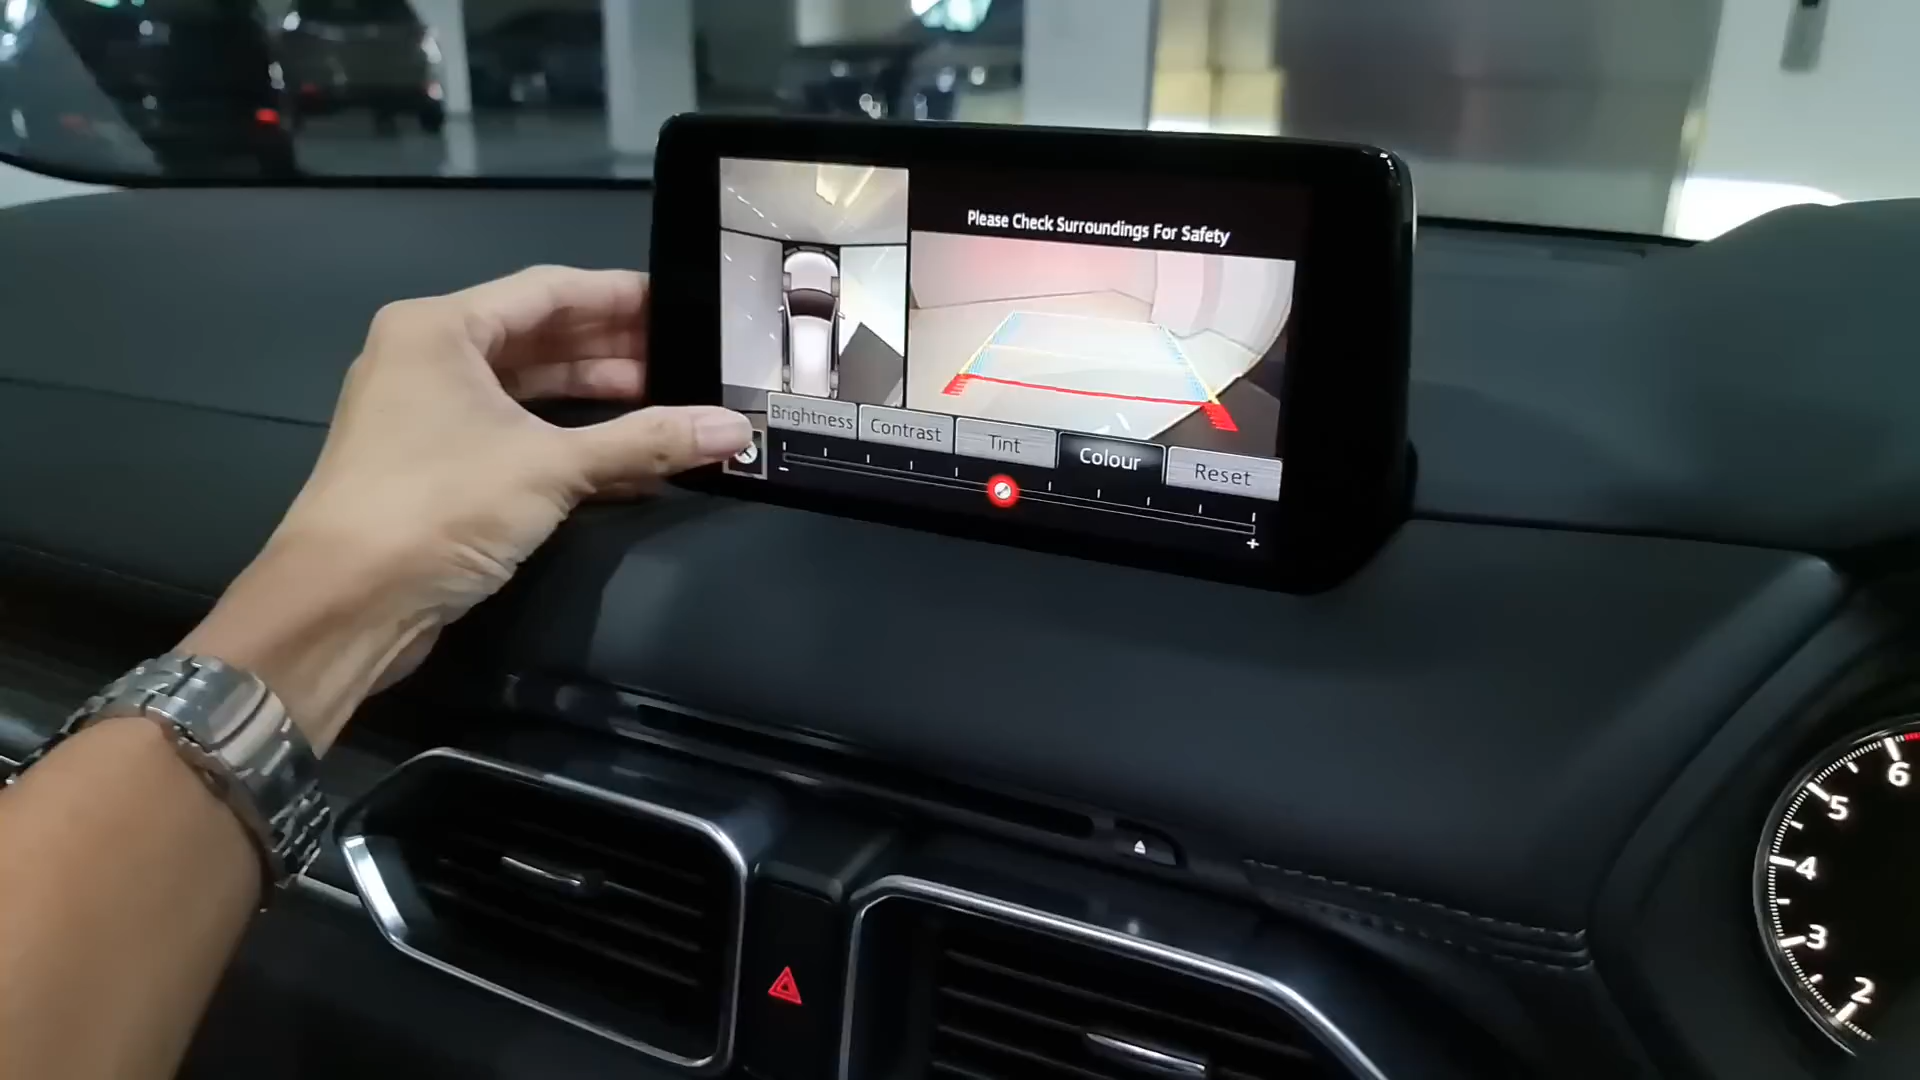 Please Check Surroundings For Safety
Brightness
Contrast
Tint
Colour
Reset
-
+
6
5
4
3
2